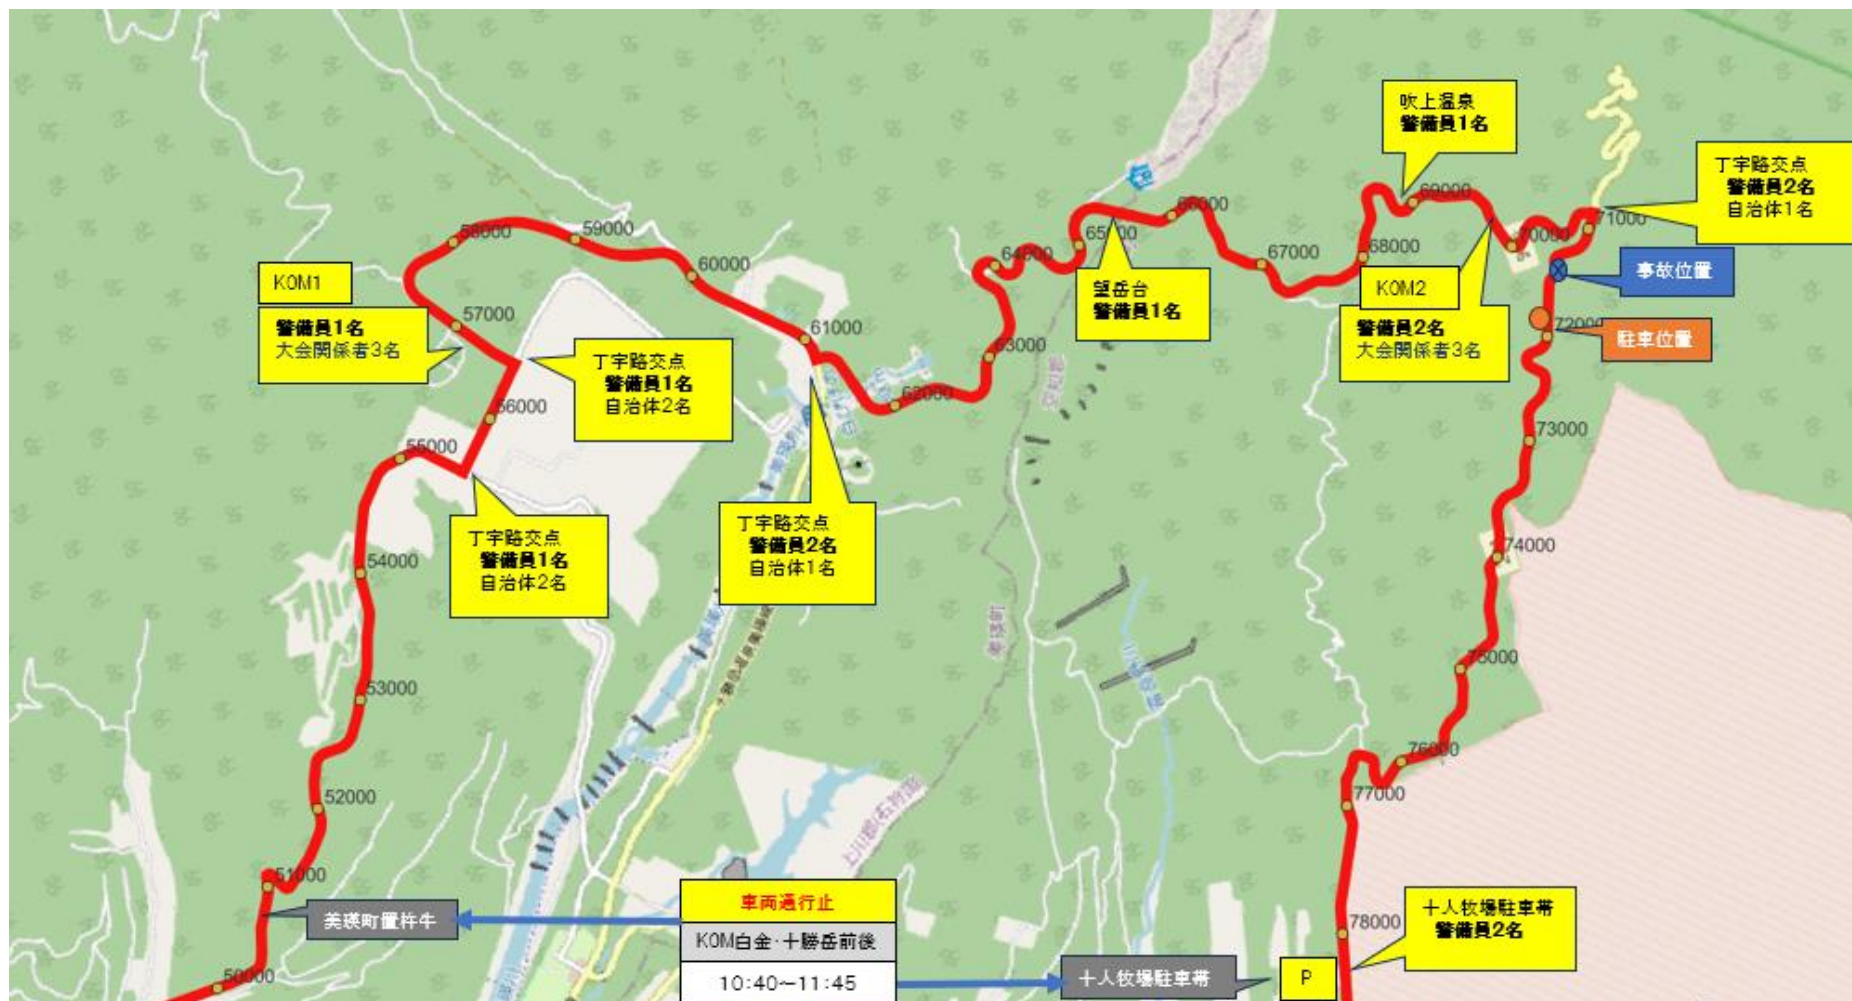 吹上温泉
警備員1名
丁字路交点
警備員2名
自治体1名
58000
59000
60000
69000
66000
71000
65000
70000
68000
64000
67000
事故位置
KOM1
KOM2
望岳台
警備員1名
57000
61000
警備員1名
大会関係者3名
警備員2名
大会関係者3名
72000
駐車位置
丁字路交点
警備員1名
自治体2名
63000
62000
56000
55000
73000
丁字路交点
警備員1名
自治体2名
丁字路交点
警備員2名
自治体1名
74000
54000
美瑛町
75000
53000
76000
52000
77000
上川郡(石狩国)
51000
車両通行止
美瑛町置杵牛
KOM白金・十勝岳前後
10:40～11:45
78000
十人牧場駐車帯
警備員2名
50000
十人牧場駐車帯
P